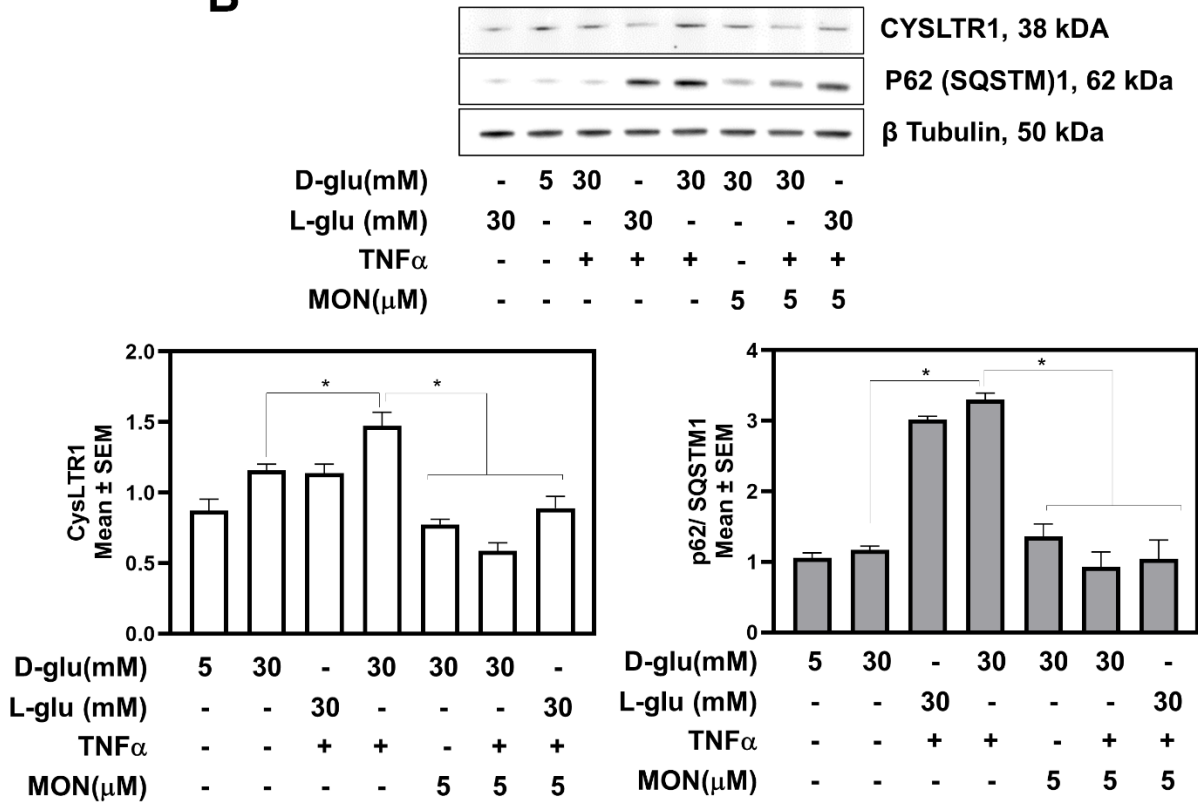 B
CYSLTR1, 38 kDA
P62 (SQSTM)1, 62 kDa
β Tubulin, 50 kDa
D-glu(mM) - 5 30 - 30 30 30 -
L-glu (mM) 30 - - 30 - - - 30
TNFα - - + + + - + +
MON(μM) - - - - - 5 5 5
2.0
1.5
1.0
0.5
0.0
CysLTR1
Mean ± SEM
* *
D-glu(mM) 5 30 - 30 30 30 -
L-glu (mM) - - 30 - - - 30
TNFα - - + + - + +
MON(μM) - - - - 5 5 5
4
3
2
1
0
p62/ SQSTM1
Mean ± SEM
* *
D-glu(mM) 5 30 - 30 30 30 -
L-glu (mM) - - 30 - - - 30
TNFα - - + + - + +
MON(μM) - - - - 5 5 5